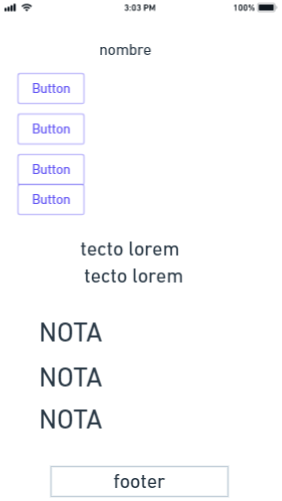 3:03 PM 100%
nombre
Button
Button
Button
Button
tecto lorem
tecto lorem
NOTA
NOTA
NOTA
footer